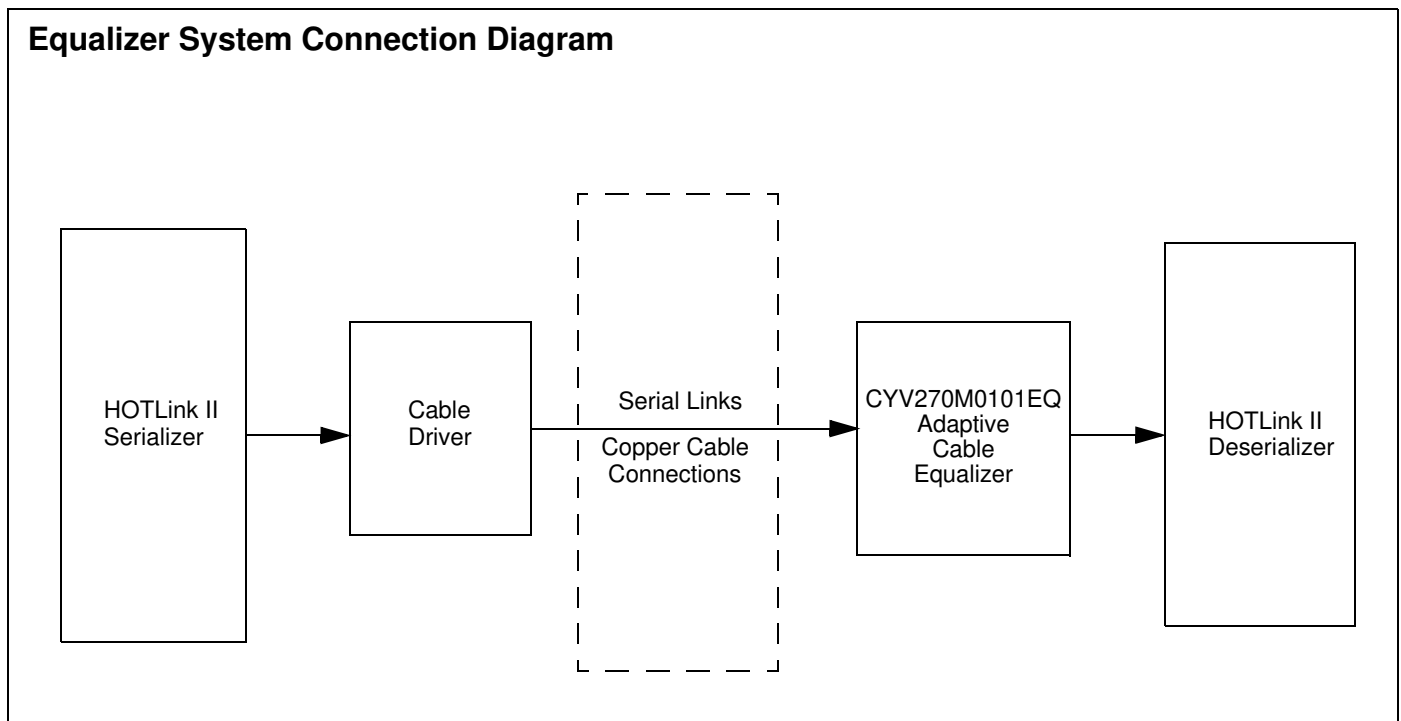 Equalizer System Connection Diagram
HOTLink II
Serializer
Cable
Driver
Serial Links
Copper Cable
Connections
CYV270M0101EQ
Adaptive
Cable
Equalizer
HOTLink II
Deserializer